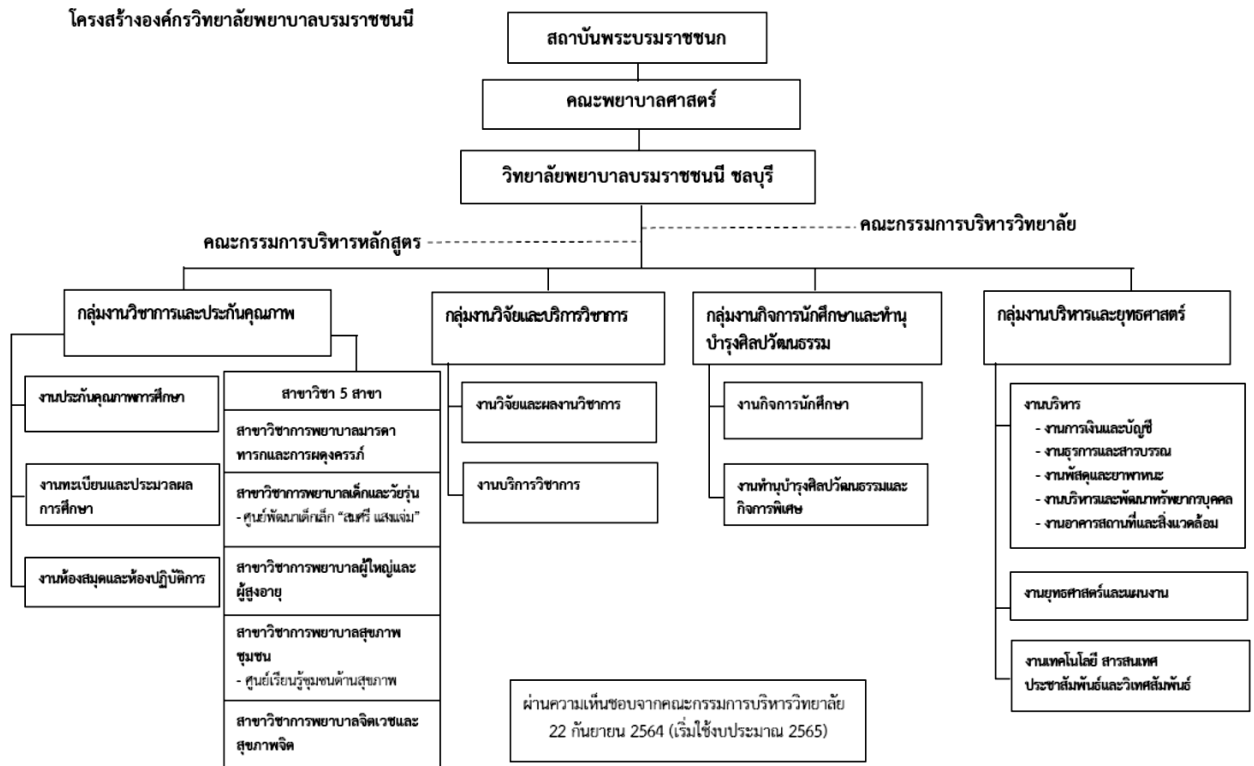 โครงสร้างองค์กรวิทยาลัยพยาบาลบรมราชชนนี
สถาบันพระบรมราชชนก
คณะพยาบาลศาสตร์
วิทยาลัยพยาบาลบรมราชชนนี ชลบุรี
คณะกรรมการบริหารวิทยาลัย
คณะกรรมการบริหารหลักสูตร
กลุ่มงานวิชาการและประกันคุณภาพ
งานประกันคุณภาพการศึกษา
งานทะเบียนและประมวลผล
การศึกษา
งานห้องสมุดและห้องปฏิบัติการ
สาขาวิชา 5 สาขา
สาขาวิชาการพยาบาลมารดา
ทารกและการผดุงครรภ์
สาขาวิชาการพยาบาลเด็กและวัยรุ่น
- ศูนย์พัฒนาเด็กเล็ก “สมศรี แสงแจ่ม”
สาขาวิชาการพยาบาลผู้ใหญ่และ
ผู้สูงอายุ
สาขาวิชาการพยาบาลสุขภาพ
ชุมชน
- ศูนย์เรียนรู้ชุมชนด้านสุขภาพ
สาขาวิชาการพยาบาลจิตเวชและ
สุขภาพจิต
กลุ่มงานวิจัยและบริการวิชาการ
งานวิจัยและผลงานวิชาการ
งานบริการวิชาการ
กลุ่มงานกิจการนักศึกษาและทำนุ
บำรุงศิลปวัฒนธรรม
งานกิจการนักศึกษา
งานทำนุบำรุงศิลปวัฒนธรรมและ
กิจการพิเศษ
กลุ่มงานบริหารและยุทธศาสตร์
งานบริหาร
- งานการเงินและบัญชี
- งานธุรการและสารบรรณ
- งานพัสดุและยาพาหนะ
- งานบริหารและพัฒนาทรัพยากรบุคคล
- งานอาคารสถานที่และสิ่งแวดล้อม
งานยุทธศาสตร์และแผนงาน
งานเทคโนโลยี สารสนเทศ
ประชาสัมพันธ์และวิเทศสัมพันธ์
ผ่านความเห็นชอบจากคณะกรรมการบริหารวิทยาลัย
22 กันยายน 2564 (เริ่มใช้งบประมาณ 2565)